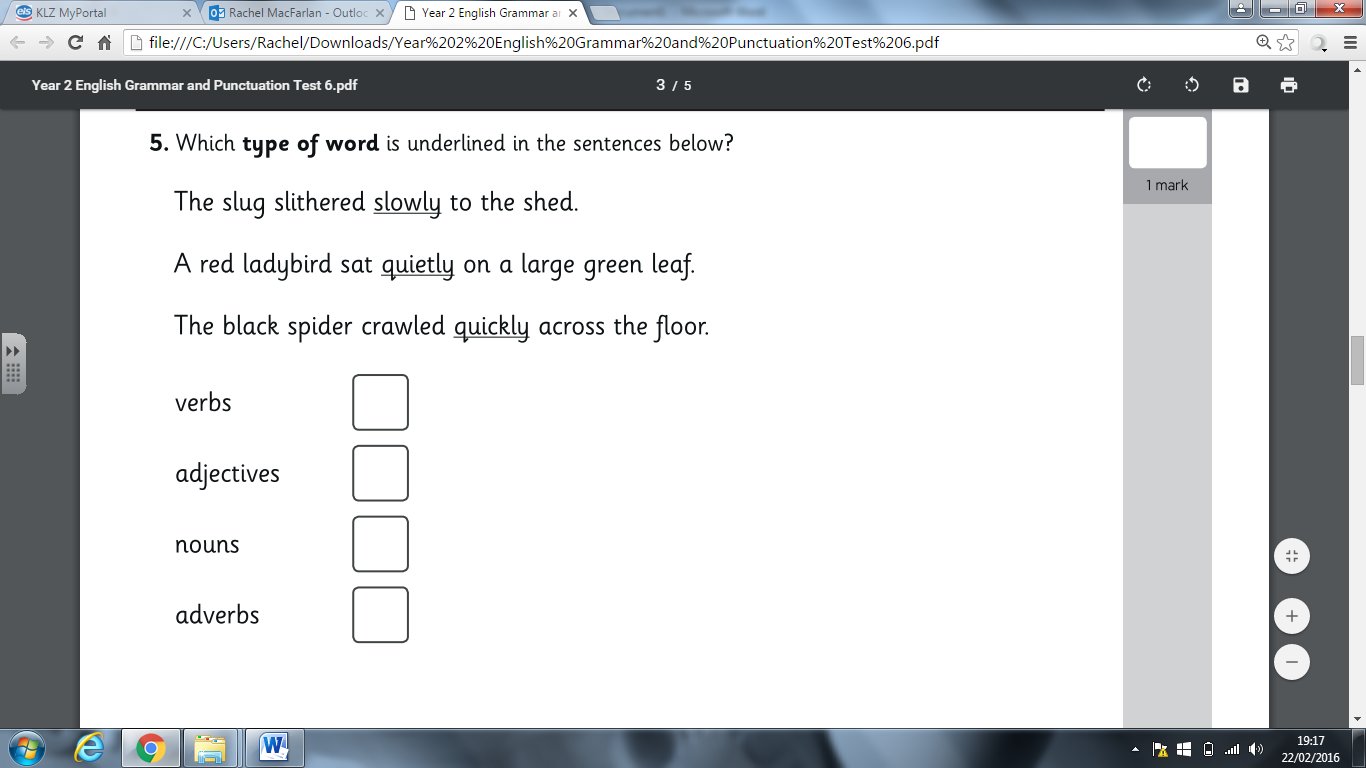 KLZ MyPortal
Rachel MacFarlan - Outloo
Year 2 English Grammar a
file:///C:/Users/Rachel/Downloads/Year%202%20English%20Grammar%20and%20Punctuation%20Test%206.pdf
Year 2 English Grammar and Punctuation Test 6.pdf
3 / 5
5. Which type of word is underlined in the sentences below?
1 mark
The slug slithered slowly to the shed.
A red ladybird sat quietly on a large green leaf.
The black spider crawled quickly across the floor.
verbs
adjectives
nouns
adverbs
19:17
22/02/2016